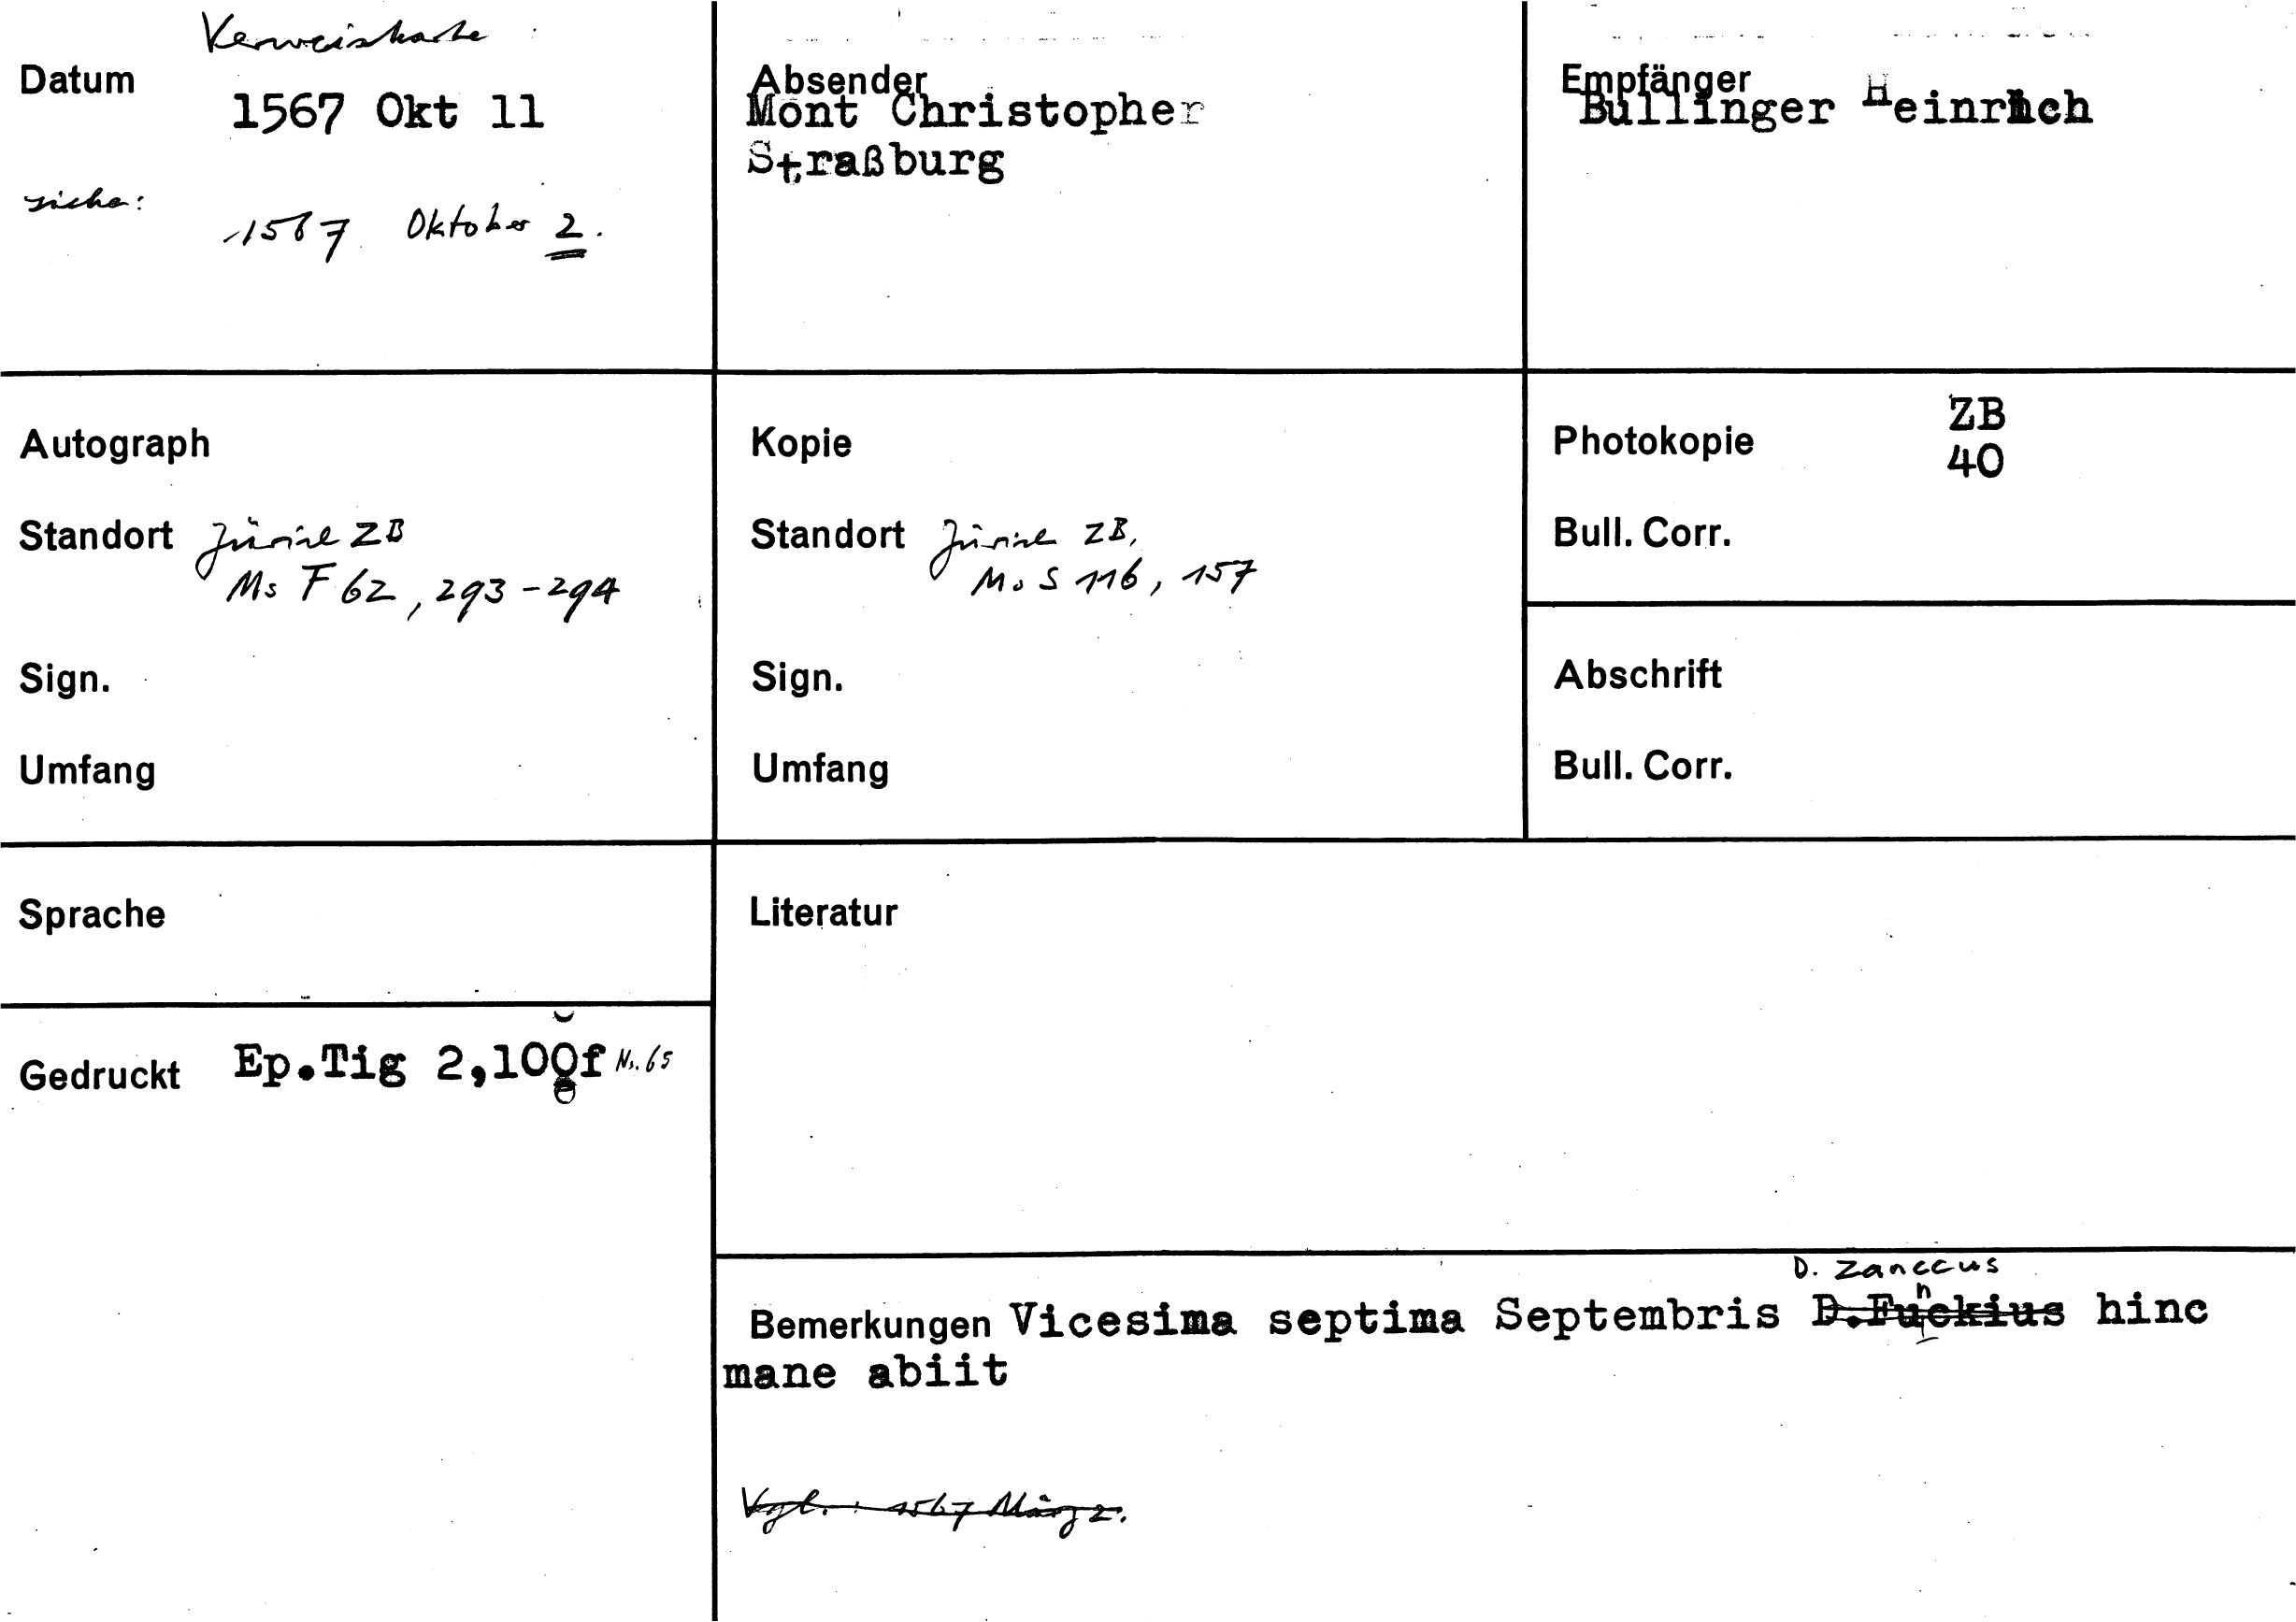 Verweiskarte
Datum
1567 Okt 11
siehe:
1567 Oktober 2.
Absender
Mont Christopher
Straßburg
Empfänger
Bullinger Heinrich
Autograph
Standort Zürich ZB
Ms F 62, 293-294
Sign.
Umfang
Kopie
Standort Zürich ZB,
Ms S 116, 157
Sign.
Umfang
Photokopie ZB
40
Bull. Corr.
Abschrift
Bull. Corr.
Sprache
Gedruckt Ep.Tig 2,100f Nr. 65
Literatur
D. Zanccus
Bemerkungen Vicesima septima Septembris D.Funckius hinc
mane abiit
Vgl.: 1567 März 2.